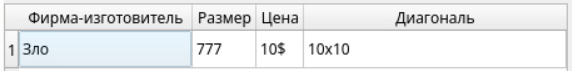 Фирма-изготовитель Размер Цена Диагональ
1 Зло 777 10$ 10x10